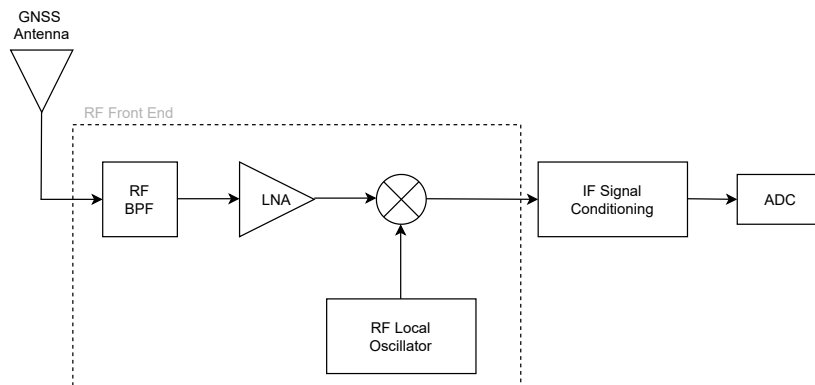 GNSS
Antenna
RF Front End
RF
BPF
LNA
IF Signal
Conditioning
ADC
RF Local
Oscillator